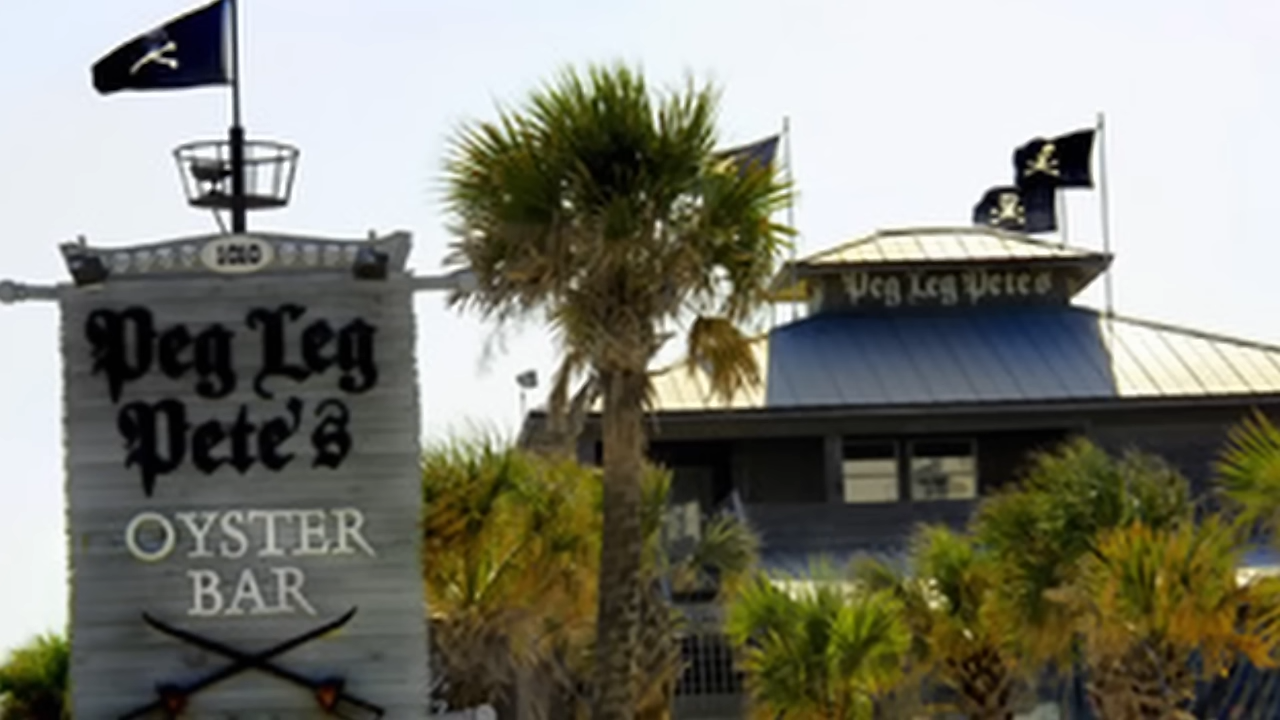 1010
Peg Leg
Pete's
OYSTER
BAR
Peg Leg Pete's